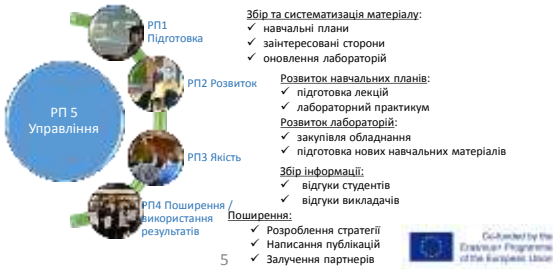 РП1
Підготовка
Збір та систематизація матеріалу:
✓ навчальні плани
✓ заінтересовані сторони
✓ оновлення лабораторій
РП2 Розвиток
Розвиток навчальних планів:
✓ підготовка лекцій
✓ лабораторний практикум
Розвиток лабораторій:
✓ закупівля обладнання
✓ підготовка нових навчальних матеріалів
РП 5
Управління
РП3 Якість
Збір інформації:
✓ відгуки студентів
✓ відгуки викладачів
РП4 Поширення /
використання
результатів
Поширення:
✓ Розроблення стратегії
✓ Написання публікацій
✓ Залучення партнерів
5
Co-funded by the
Erasmus+ Programme
of the European Union